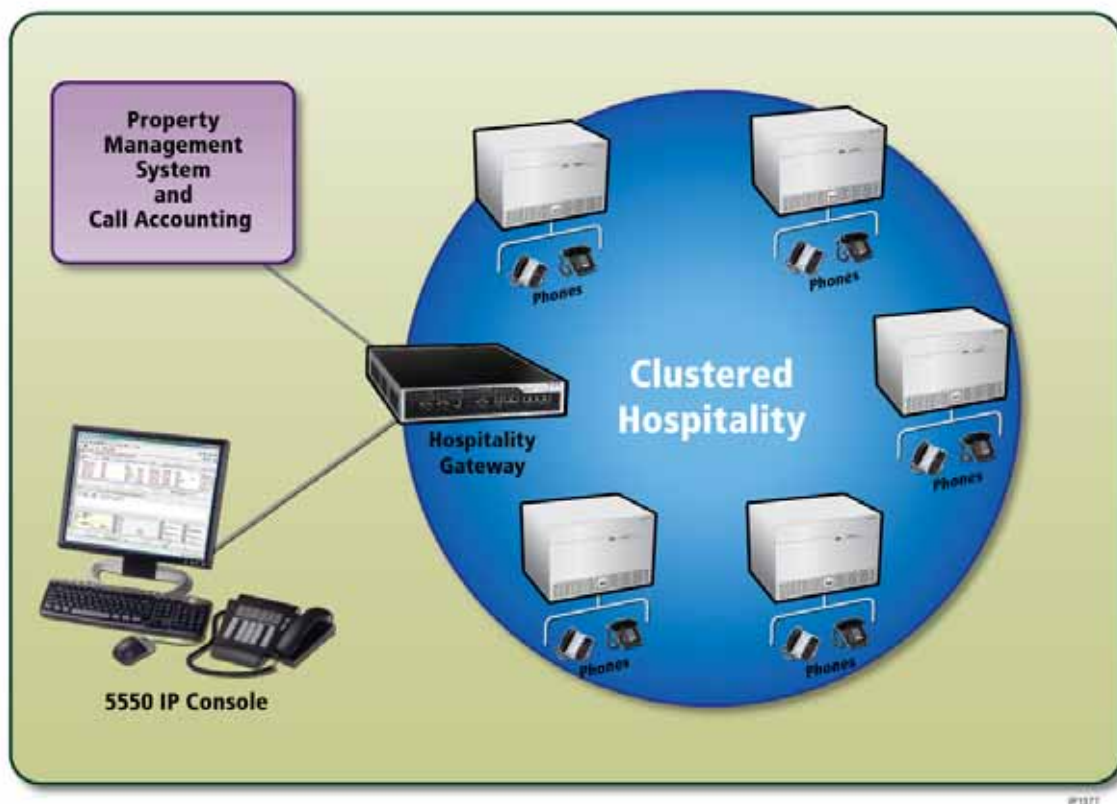 Property
Management
System
and
Call Accounting
Phones
Phones
Clustered
Hospitality
Hospitality
Gateway
Phones
Phones
Phones
5550 IP Console